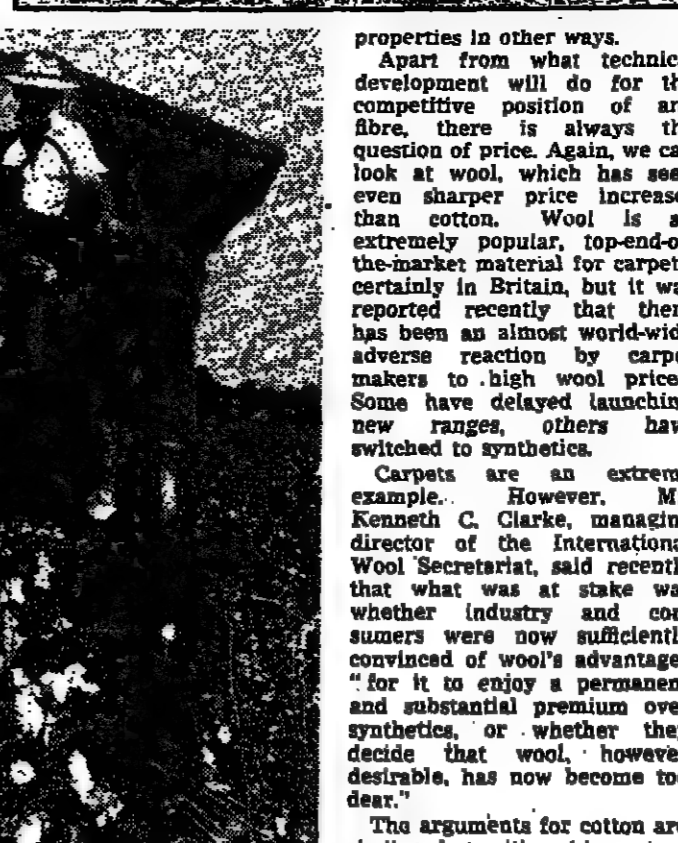 properties in other ways.
Apart from what technic
development will do for th
competitive position of an
fibre, there is always th
question of price. Again, we ca
look at wool, which has see
even sharper price increase
than cotton. Wool is a
extremely popular, top-end-o
the-market material for carpet
certainly in Britain, but it wa
reported recently that ther
has been an almost world-wid
adverse reaction by carpe
makers to high wool price
Some have delayed launchin
new ranges, others hav
switched to synthetics.
Carpets are an extrem
example. However, M
Kenneth C. Clarke, managin
director of the Internationa
Wool Secretariat, said recentl
that what was at stake wa
whether industry and con
sumers were now sufficientl
convinced of wool's advantage
"for it to enjoy a permanen
and substantial premium ove
synthetics, or whether the
decide that wool, howeve
desirable, has now become to
dear."
The arguments for cotton are